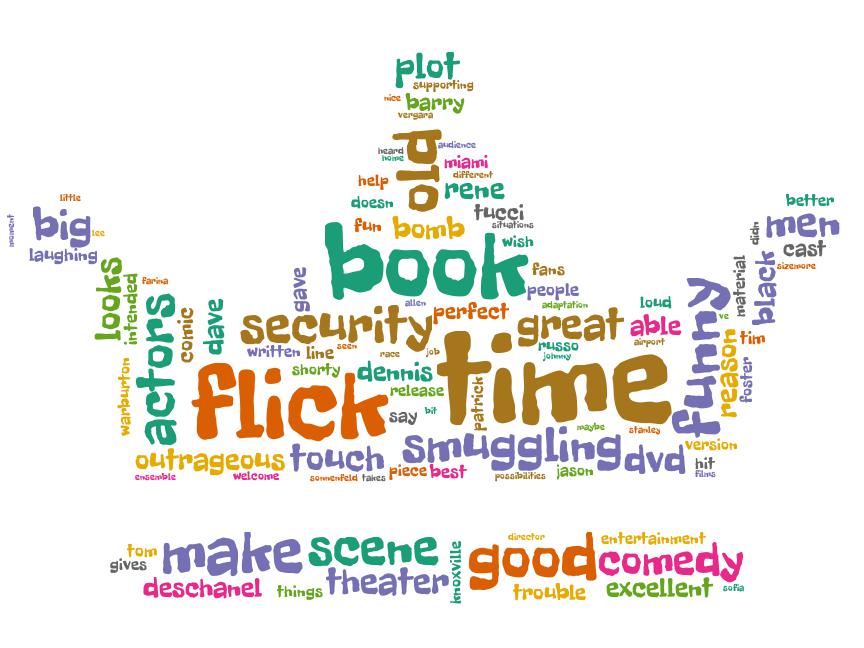 plot
supporting
nice barry
vergara
old
heard audience
home
miami
different
help
rene
doesn
tucci
situations
fun bomb
wish
little
big lee
moment
laughing
better
men
didn
cast
sizemore
book
fans
people
looks
intended
farina
gave
allen
adaptation
loud
material
black
actors
comic
dave
security
perfect
great
able
funny
ve
tim
written line seen
race
job
russo
johnny
airport
reason
foster
shorty
dennis
release
flick
time
patrick
say
bit
warburton
maybe
stanley
outrageous
touch
smuggling
dvd
version
hit
films
ensemble
welcome
sonnenfeld takes
piece best
possibilities
jason
tom
gives
make
scene
knoxville
director
good
entertainment
comedy
deschanel
things
theater
trouble
excellent
sofia